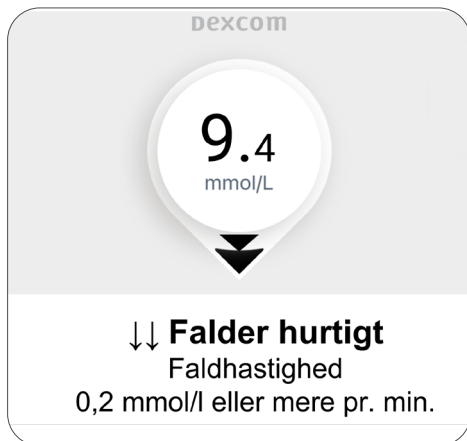 Dexcom
9.4
mmol/L
↓↓ Falder hurtigt
Faldhastighed
0,2 mmol/l eller mere pr. min.